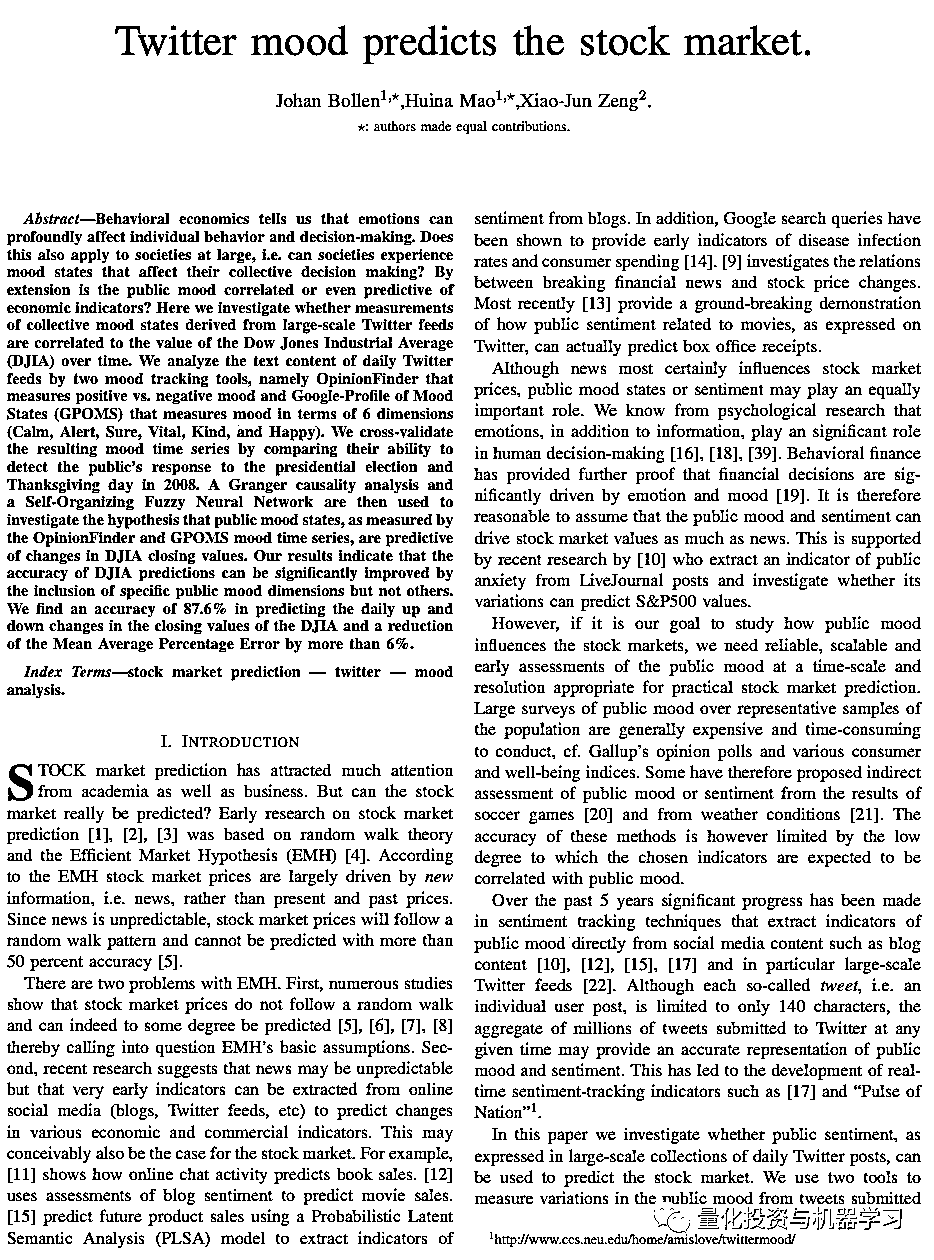 Twitter mood predicts the stock market.
Johan Bollen1,⋆,Huina Mao1,⋆,Xiao-Jun Zeng2.
⋆: authors made equal contributions.
Abstract—Behavioral economics tells us that emotions can
profoundly affect individual behavior and decision-making. Does
this also apply to societies at large, i.e. can societies experience
mood states that affect their collective decision making? By
extension is the public mood correlated or even predictive of
economic indicators? Here we investigate whether measurements
of collective mood states derived from large-scale Twitter feeds
are correlated to the value of the Dow Jones Industrial Average
(DJIA) over time. We analyze the text content of daily Twitter
feeds by two mood tracking tools, namely OpinionFinder that
measures positive vs. negative mood and Google-Profile of Mood
States (GPOMS) that measures mood in terms of 6 dimensions
(Calm, Alert, Sure, Vital, Kind, and Happy). We cross-validate
the resulting mood time series by comparing their ability to
detect the public's response to the presidential election and
Thanksgiving day in 2008. A Granger causality analysis and
a Self-Organizing Fuzzy Neural Network are then used to
investigate the hypothesis that public mood states, as measured by
the OpinionFinder and GPOMS mood time series, are predictive
of changes in DJIA closing values. Our results indicate that the
accuracy of DJIA predictions can be significantly improved by
the inclusion of specific public mood dimensions but not others.
We find an accuracy of 87.6% in predicting the daily up and
down changes in the closing values of the DJIA and a reduction
of the Mean Average Percentage Error by more than 6%.
Index Terms—stock market prediction — twitter — mood
analysis.
I. INTRODUCTION
STOCK market prediction has attracted much attention
from academia as well as business. But can the stock
market really be predicted? Early research on stock market
prediction [1], [2], [3] was based on random walk theory
and the Efficient Market Hypothesis (EMH) [4]. According
to the EMH stock market prices are largely driven by new
information, i.e. news, rather than present and past prices.
Since news is unpredictable, stock market prices will follow a
random walk pattern and cannot be predicted with more than
50 percent accuracy [5].
There are two problems with EMH. First, numerous studies
show that stock market prices do not follow a random walk
and can indeed to some degree be predicted [5], [6], [7], [8]
thereby calling into question EMH's basic assumptions. Sec-
ond, recent research suggests that news may be unpredictable
but that very early indicators can be extracted from online
social media (blogs, Twitter feeds, etc) to predict changes
in various economic and commercial indicators. This may
conceivably also be the case for the stock market. For example,
[11] shows how online chat activity predicts book sales. [12]
uses assessments of blog sentiment to predict movie sales.
[15] predict future product sales using a Probabilistic Latent
Semantic Analysis (PLSA) model to extract indicators of
sentiment from blogs. In addition, Google search queries have
been shown to provide early indicators of disease infection
rates and consumer spending [14]. [9] investigates the relations
between breaking financial news and stock price changes.
Most recently [13] provide a ground-breaking demonstration
of how public sentiment related to movies, as expressed on
Twitter, can actually predict box office receipts.
Although news most certainly influences stock market
prices, public mood states or sentiment may play an equally
important role. We know from psychological research that
emotions, in addition to information, play an significant role
in human decision-making [16], [18], [39]. Behavioral finance
has provided further proof that financial decisions are sig-
nificantly driven by emotion and mood [19]. It is therefore
reasonable to assume that the public mood and sentiment can
drive stock market values as much as news. This is supported
by recent research by [10] who extract an indicator of public
anxiety from LiveJournal posts and investigate whether its
variations can predict S&P500 values.
However, if it is our goal to study how public mood
influences the stock markets, we need reliable, scalable and
early assessments of the public mood at a time-scale and
resolution appropriate for practical stock market prediction.
Large surveys of public mood over representative samples of
the population are generally expensive and time-consuming
to conduct, cf. Gallup's opinion polls and various consumer
and well-being indices. Some have therefore proposed indirect
assessment of public mood or sentiment from the results of
soccer games [20] and from weather conditions [21]. The
accuracy of these methods is however limited by the low
degree to which the chosen indicators are expected to be
correlated with public mood.
Over the past 5 years significant progress has been made
in sentiment tracking techniques that extract indicators of
public mood directly from social media content such as blog
content [10], [12], [15], [17] and in particular large-scale
Twitter feeds [22]. Although each so-called tweet, i.e. an
individual user post, is limited to only 140 characters, the
aggregate of millions of tweets submitted to Twitter at any
given time may provide an accurate representation of public
mood and sentiment. This has led to the development of real-
time sentiment-tracking indicators such as [17] and “Pulse of
Nation”1.
In this paper we investigate whether public sentiment, as
expressed in large-scale collections of daily Twitter posts, can
be used to predict the stock market. We use two tools to
measure variations in the public mood from tweets submitted
量化投资与机器学习
1http://www.ccs.neu.edu/home/amislove/twittermood/